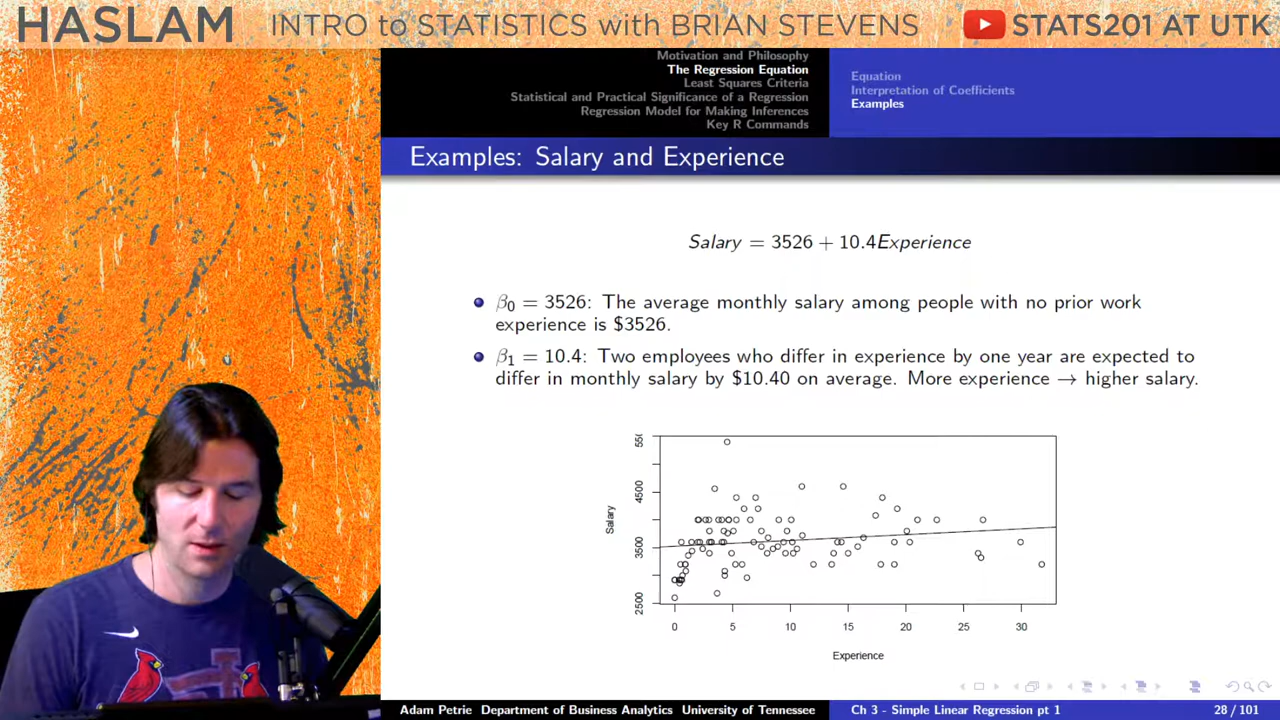 HASLAM INTRO to STATISTICS with BRIAN STEVENS STATS201 AT UTK
Motivation and Philosophy
The Regression Equation
Least Squares Criteria
Statistical and Practical Significance of a Regression
Regression Model for Making Inferences
Key R Commands
Equation
Interpretation of Coefficients
Examples
Examples: Salary and Experience
Salary = 3526 + 10.4Experience
β0 = 3526: The average monthly salary among people with no prior work
experience is $3526.
β1 = 10.4: Two employees who differ in experience by one year are expected to
differ in monthly salary by $10.40 on average. More experience → higher salary.
Salary
4500
3500
2500
0 5 10 15 20 25 30
Experience
Adam Petrie Department of Business Analytics University of Tennessee Ch 3 - Simple Linear Regression pt 1 28 / 101